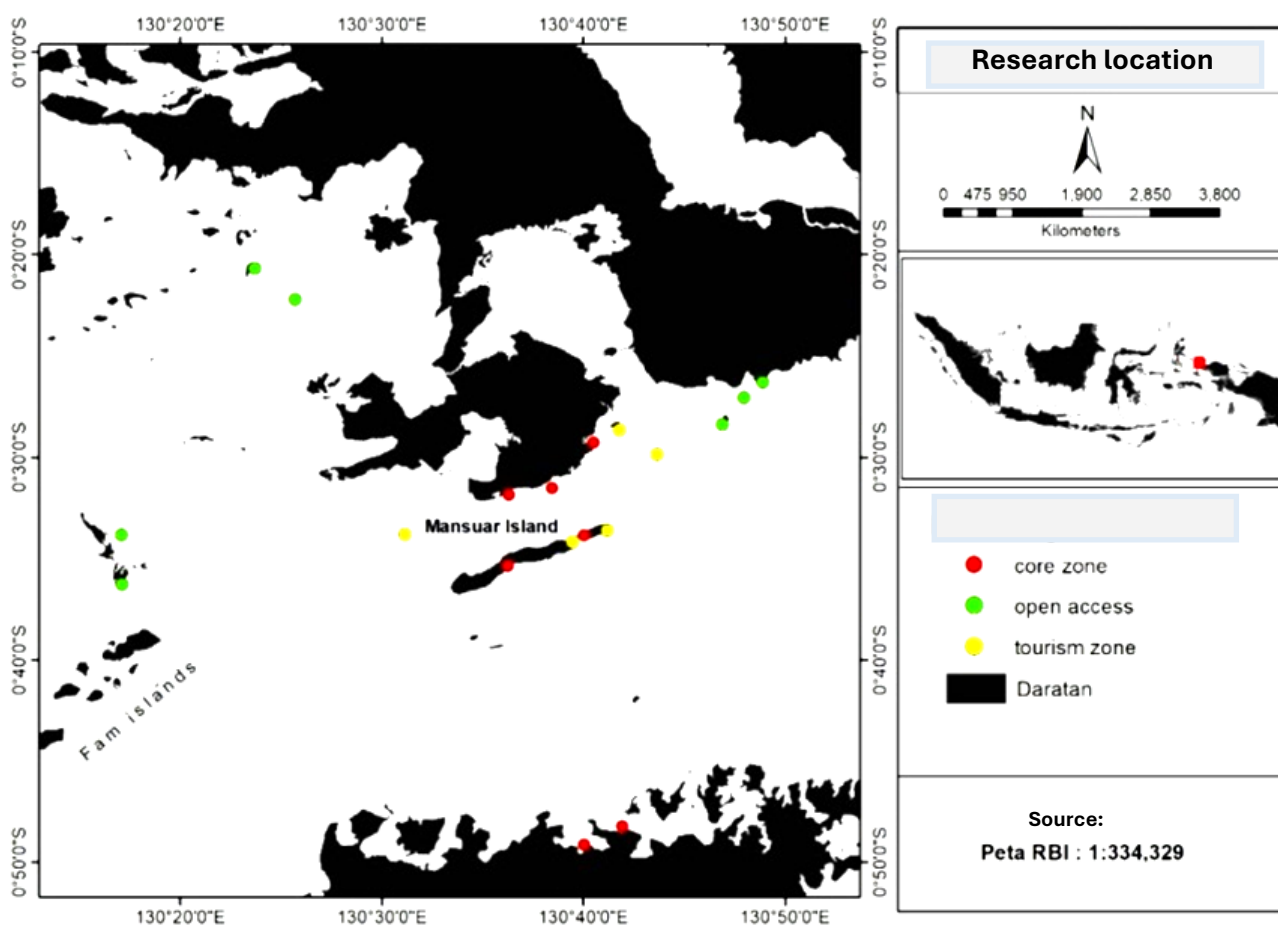 130°20'0"E 130°30'0"E 130°40'0"E 130°50'0"E
0°10'0"S
0°10'0"S
0°20'0"S
0°20'0"S
0°30'0"S
0°30'0"S
0°40'0"S
0°40'0"S
0°50'0"S
0°50'0"S
Mansuar Island
Fam islands
130°20'0"E 130°30'0"E 130°40'0"E 130°50'0"E
Research location
N
0 475 950 1,900 2,850 3,800
Kilometers
core zone
open access
tourism zone
Daratan
Source:
Peta RBI : 1:334,329